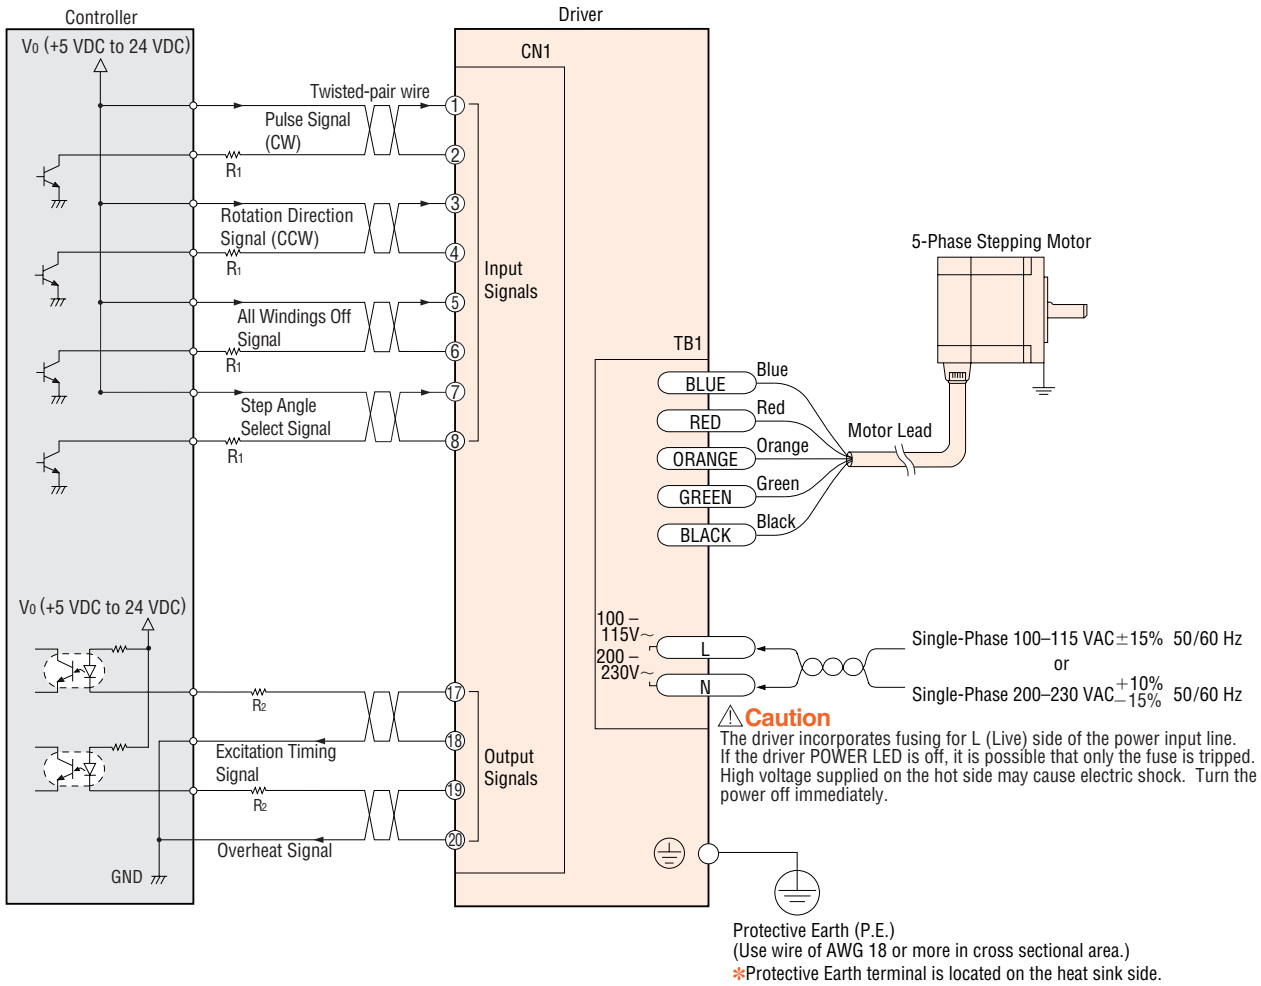 Controller
Driver
V0 (+5 VDC to 24 VDC)
CN1
Twisted-pair wire
1
Pulse Signal
(CW)
2
R1
3
Rotation Direction
Signal (CCW)
4
R1
Input
Signals
5
All Windings Off
Signal
6
R1
7
Step Angle
Select Signal
8
R1
5-Phase Stepping Motor
TB1
BLUE
Blue
RED
Red
Motor Lead
ORANGE
Orange
GREEN
Green
BLACK
Black
V0 (+5 VDC to 24 VDC)
100 –
115V~
200 –
230V~
L
N
Single-Phase 100–115 VAC±15% 50/60 Hz
or
Single-Phase 200–230 VAC +10% −15% 50/60 Hz
17
R2
18
Excitation Timing
Signal
Output
Signals
19
R2
20
Overheat Signal
GND
Caution
The driver incorporates fusing for L (Live) side of the power input line.
If the driver POWER LED is off, it is possible that only the fuse is tripped.
High voltage supplied on the hot side may cause electric shock. Turn the
power off immediately.
Protective Earth (P.E.)
(Use wire of AWG 18 or more in cross sectional area.)
✻Protective Earth terminal is located on the heat sink side.